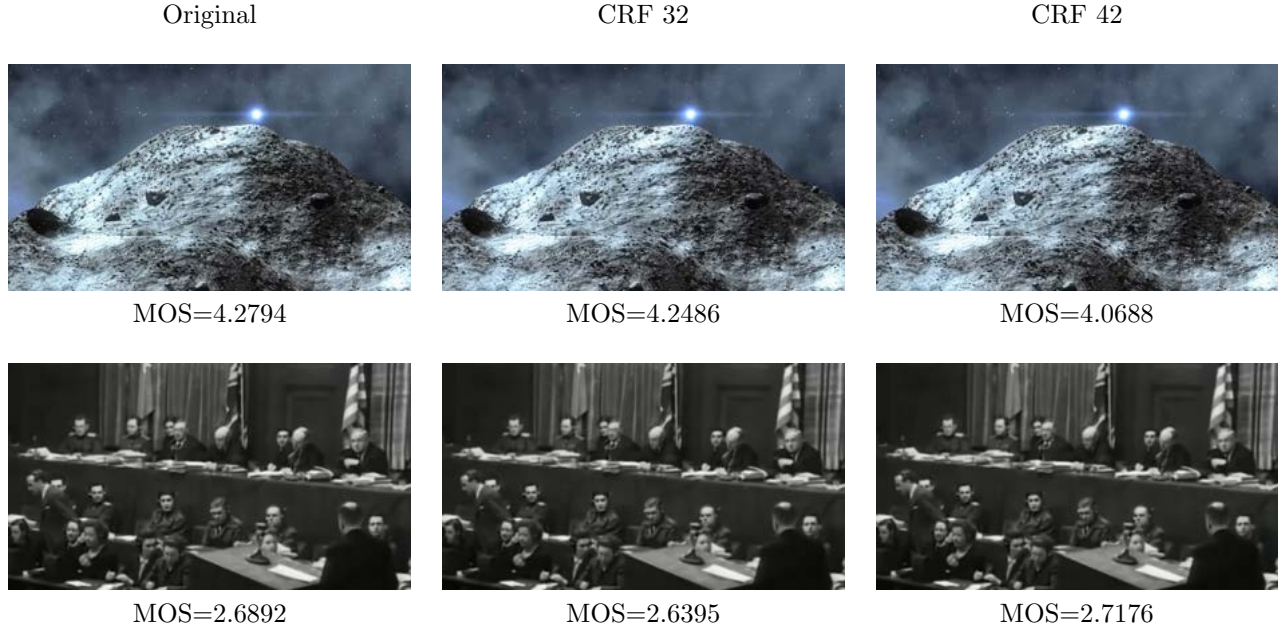 Original CRF 32 CRF 42
MOS=4.2794 MOS=4.2486 MOS=4.0688
MOS=2.6892 MOS=2.6395 MOS=2.7176